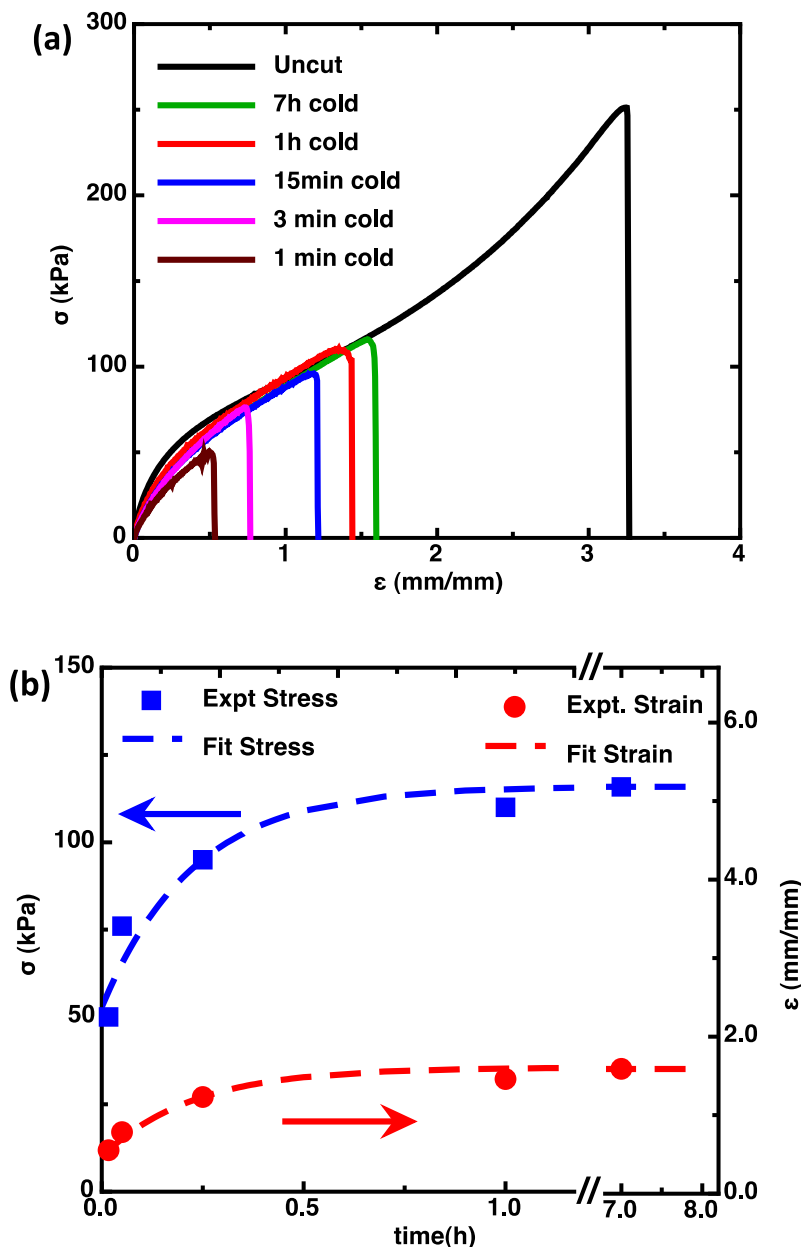 (a)
300
250
200
100
0
σ (kPa)
Uncut
7h cold
1h cold
15min cold
3 min cold
1 min cold
0 1 2 3 4
ε (mm/mm)
(b)
150
100
50
0
σ (kPa)
Expt Stress
Fit Stress
Expt. Strain
Fit Strain
6.0
4.0
2.0
0.0
ε (mm/mm)
0.0 0.5 1.0 7.0 8.0
time(h)